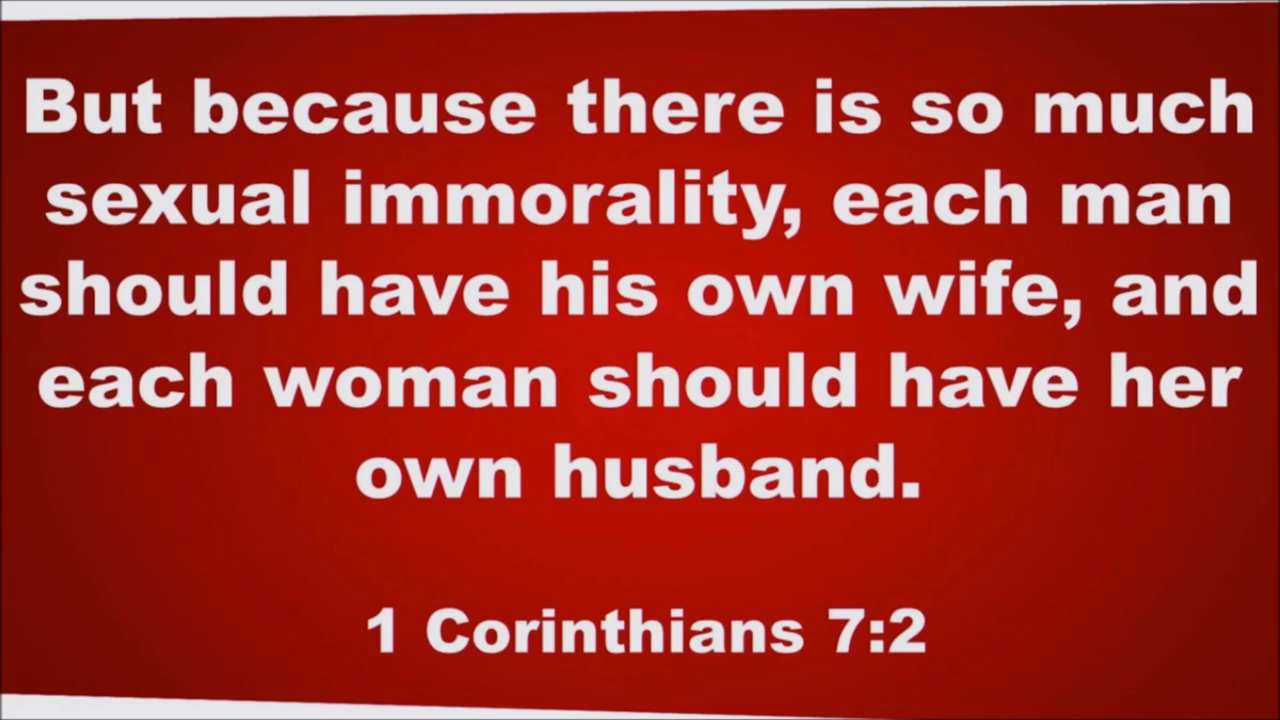 But because there is so much
sexual immorality, each man
should have his own wife, and
each woman should have her
own husband.
1 Corinthians 7:2